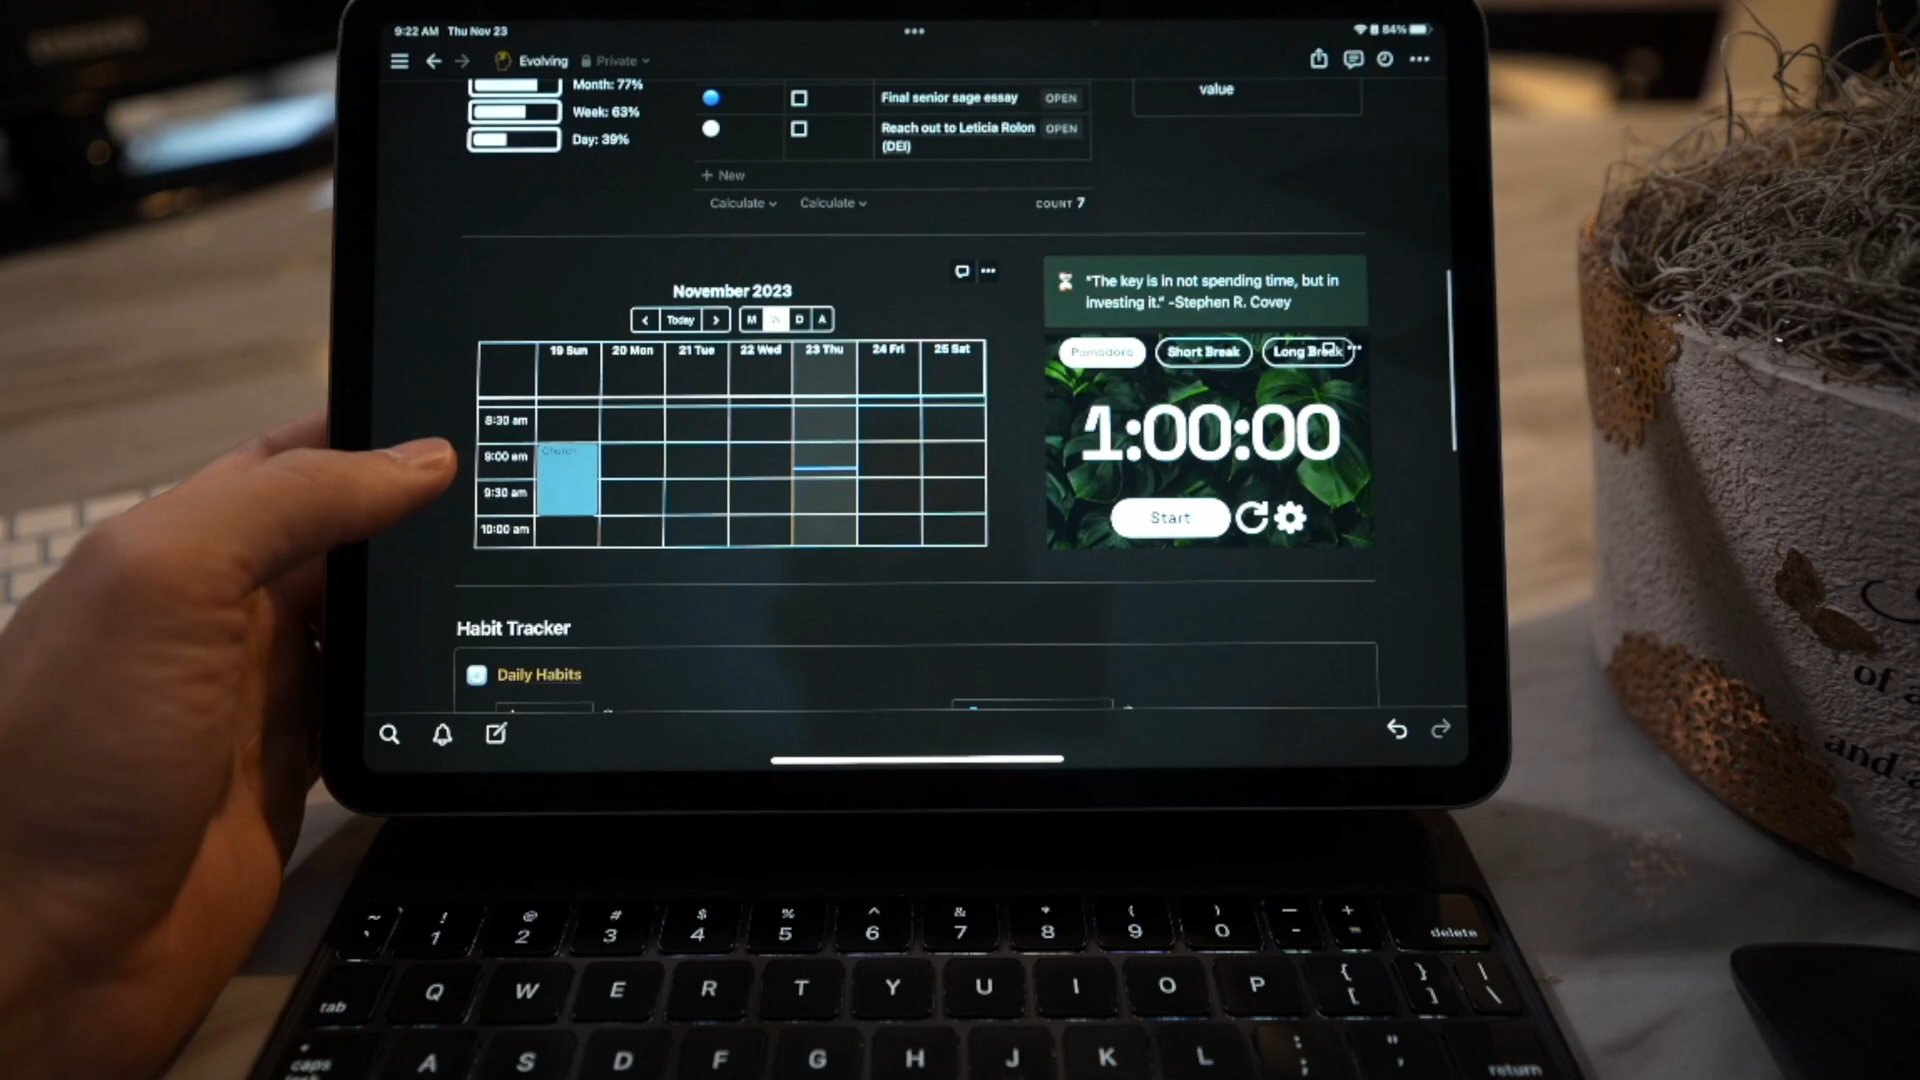 9:22 AM Thu Nov 23
84%
Evolving Private
Month: 77%
Week: 63%
Day: 39%
Final senior sage essay OPEN
Reach out to Leticia Rolon OPEN
(DEI)
+ New
Calculate Calculate COUNT 7
value
November 2023
< Today > M W D A
19 Sun 20 Mon 21 Tue 22 Wed 23 Thu 24 Fri 25 Sat
8:30 am
9:00 am Church
9:30 am
10:00 am
"The key is in not spending time, but in
investing it." -Stephen R. Covey
Pomodoro Short Break Long Break
1:00:00
Start
Habit Tracker
Daily Habits
of a
and a
~ ! @ # $ % ^ & * ( ) — +
` 1 2 3 4 5 6 7 8 9 0 - = delete
tab Q W E R T Y U I O P { [ } ] | \
caps A S D F G H J K L : ; " ' return